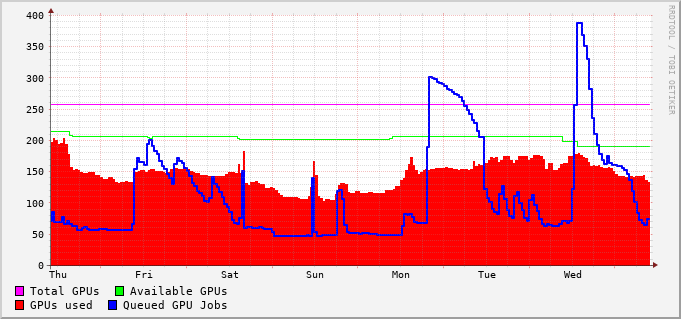 400
350
300
250
200
150
100
50
0
Thu Fri Sat Sun Mon Tue Wed
Total GPUs Available GPUs
GPUs used Queued GPU Jobs
RRDTOOL / TOBI OETIKER